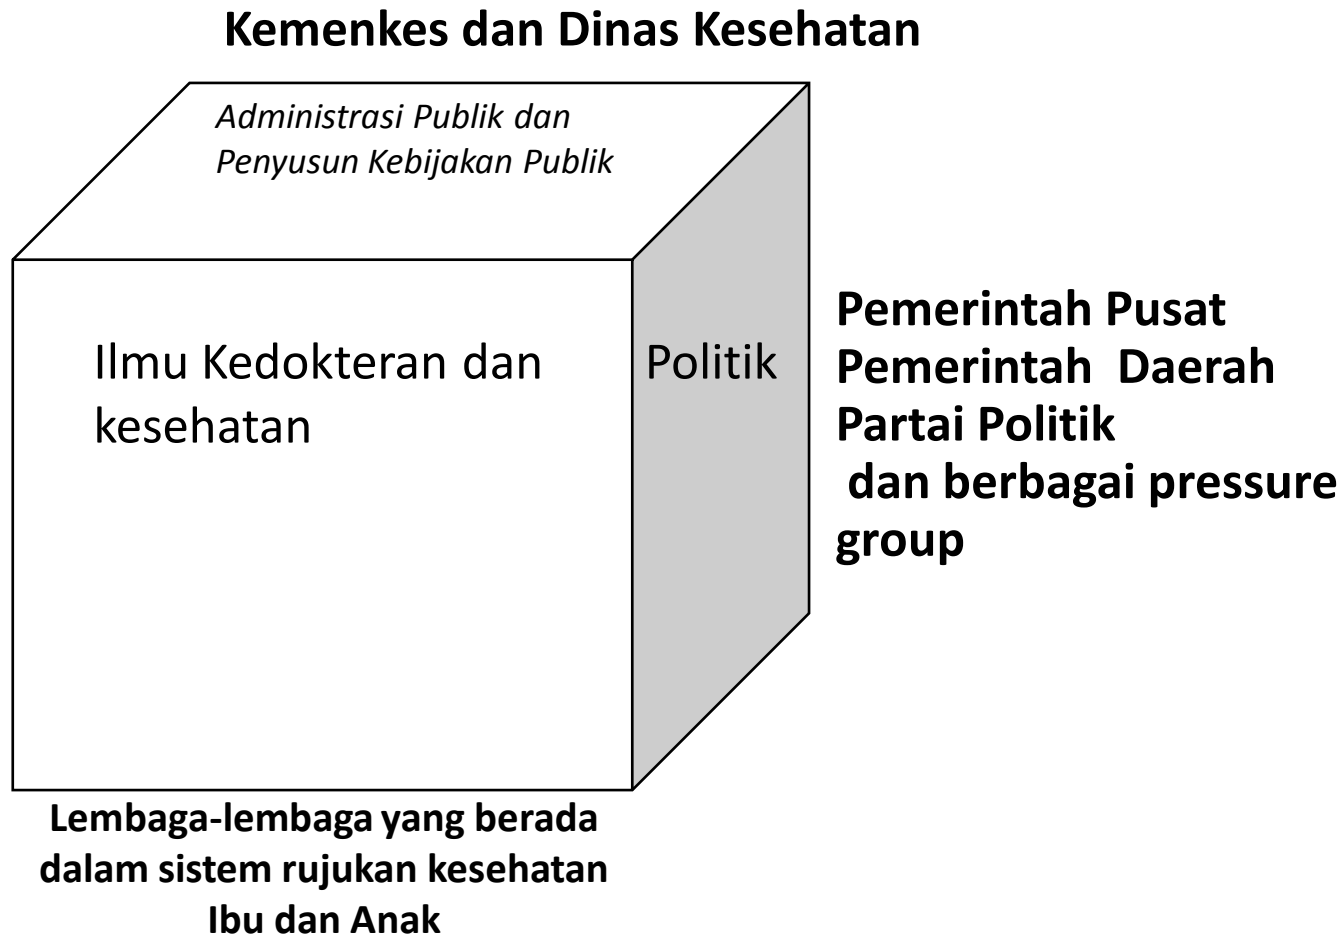 Kemenkes dan Dinas Kesehatan
Administrasi Publik dan
Penyusun Kebijakan Publik
Ilmu Kedokteran dan
kesehatan
Politik
Pemerintah Pusat
Pemerintah  Daerah
Partai Politik
dan berbagai pressure
group
Lembaga-lembaga yang berada
dalam sistem rujukan kesehatan
Ibu dan Anak